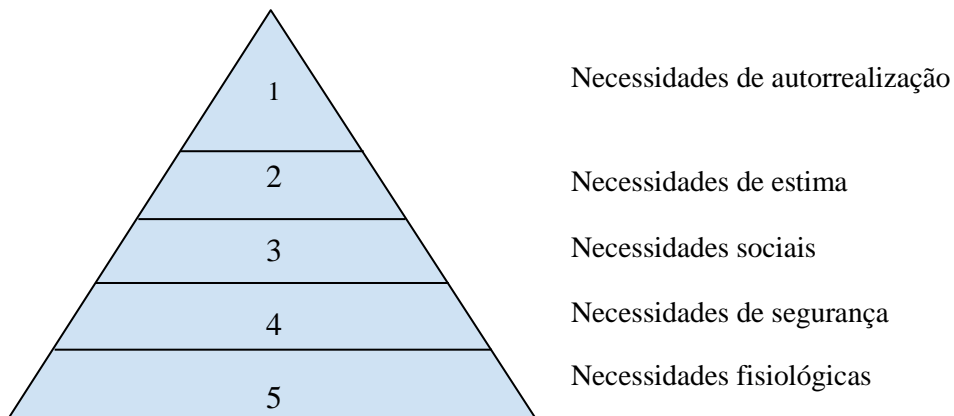 1 Necessidades de autorrealização
2 Necessidades de estima
3 Necessidades sociais
4 Necessidades de segurança
5 Necessidades fisiológicas